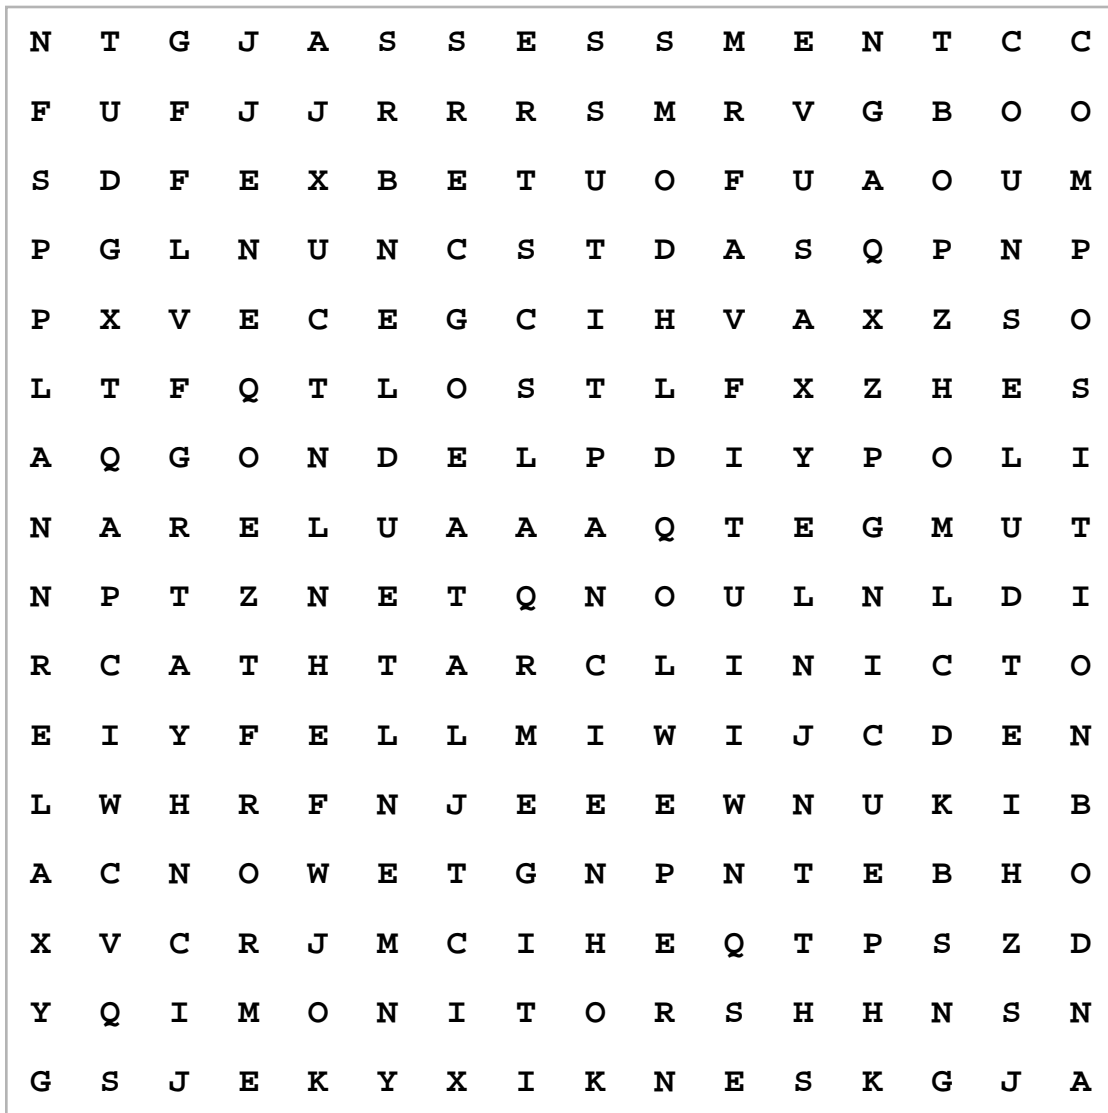 N T G J A S S E S S M E N T C C
F U F J J R R R S M R V G B O O
S D F E X B E T U O F U A O U M
P G L N U N C S T D A S Q P N P
P X V E C E G C I H V A X Z S O
L T F Q T L O S T L F X Z H E S
A Q G O N D E L P D I Y P O L I
N A R E L U A A A Q T E G M U T
N P T Z N E T Q N O U L N L D I
R C A T H T A R C L I N I C T O
E I Y F E L L M I W I J C D E N
L W H R F N J E E E W N U K I B
A C N O W E T G N P N T E B H O
X V C R J M C I H E Q T P S Z D
Y Q I M O N I T O R S H H N S N
G S J E K Y X I K N E S K G J A